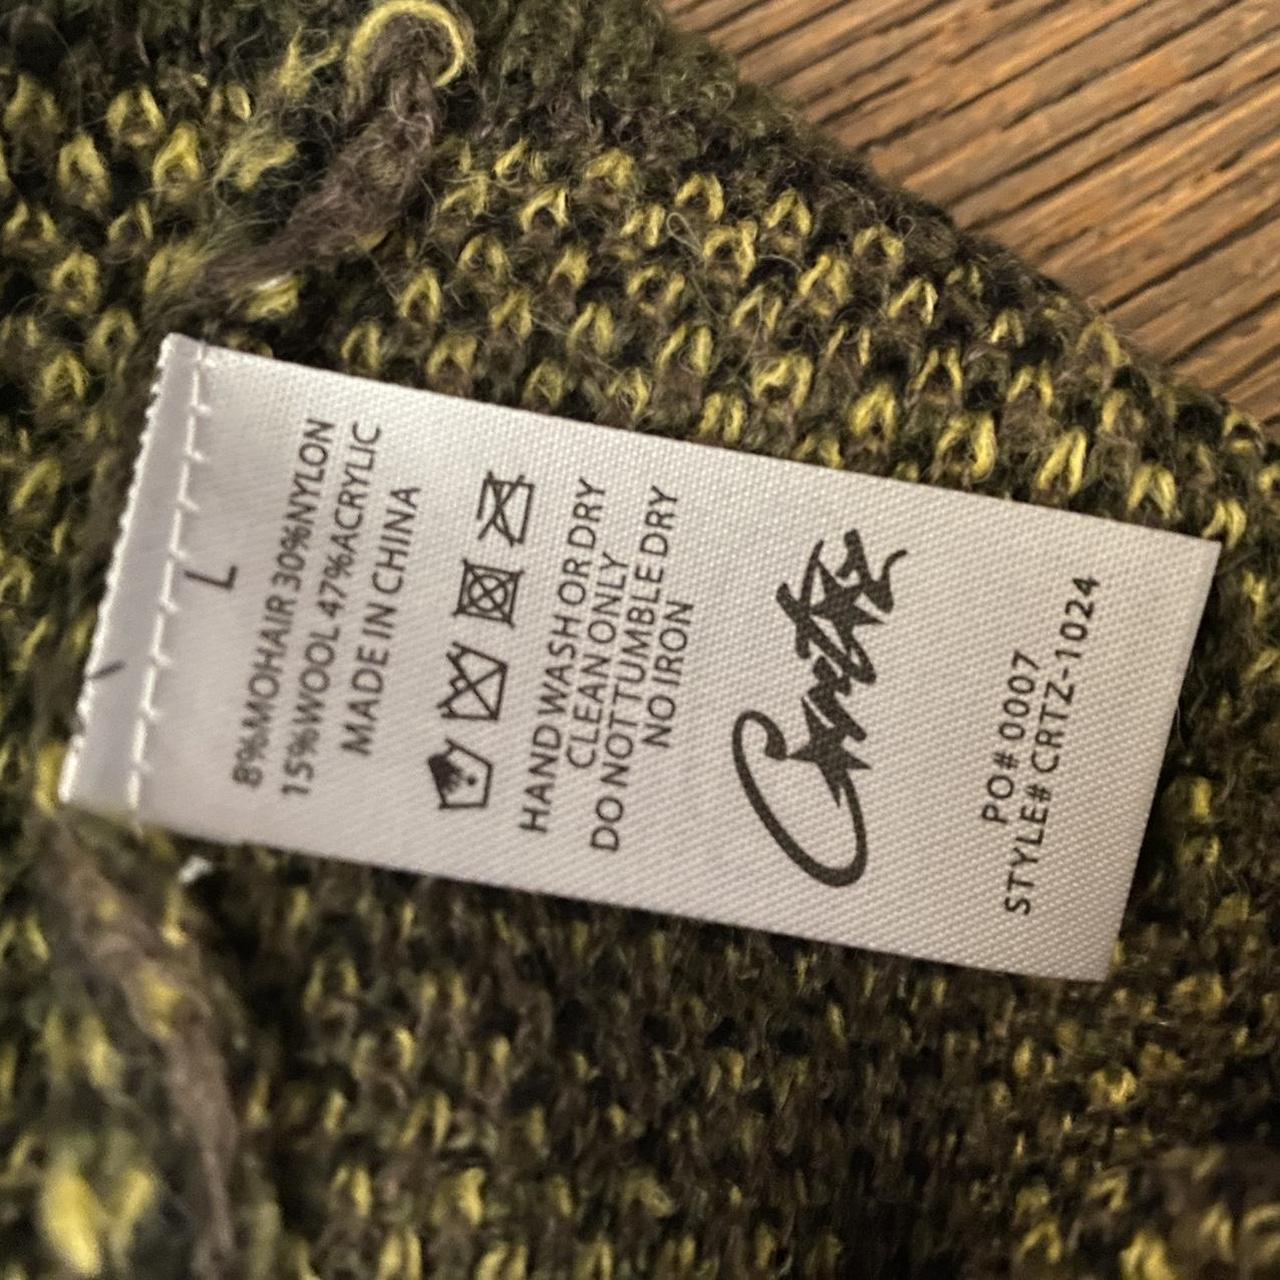 L
8%MOHAIR 30%NYLON
15%WOOL 47%ACRYLIC
MADE IN CHINA
HAND WASH OR DRY
CLEAN ONLY
DO NOT TUMBLE DRY
NO IRON
Crtz
PO# 0007
STYLE# CRTZ-1024